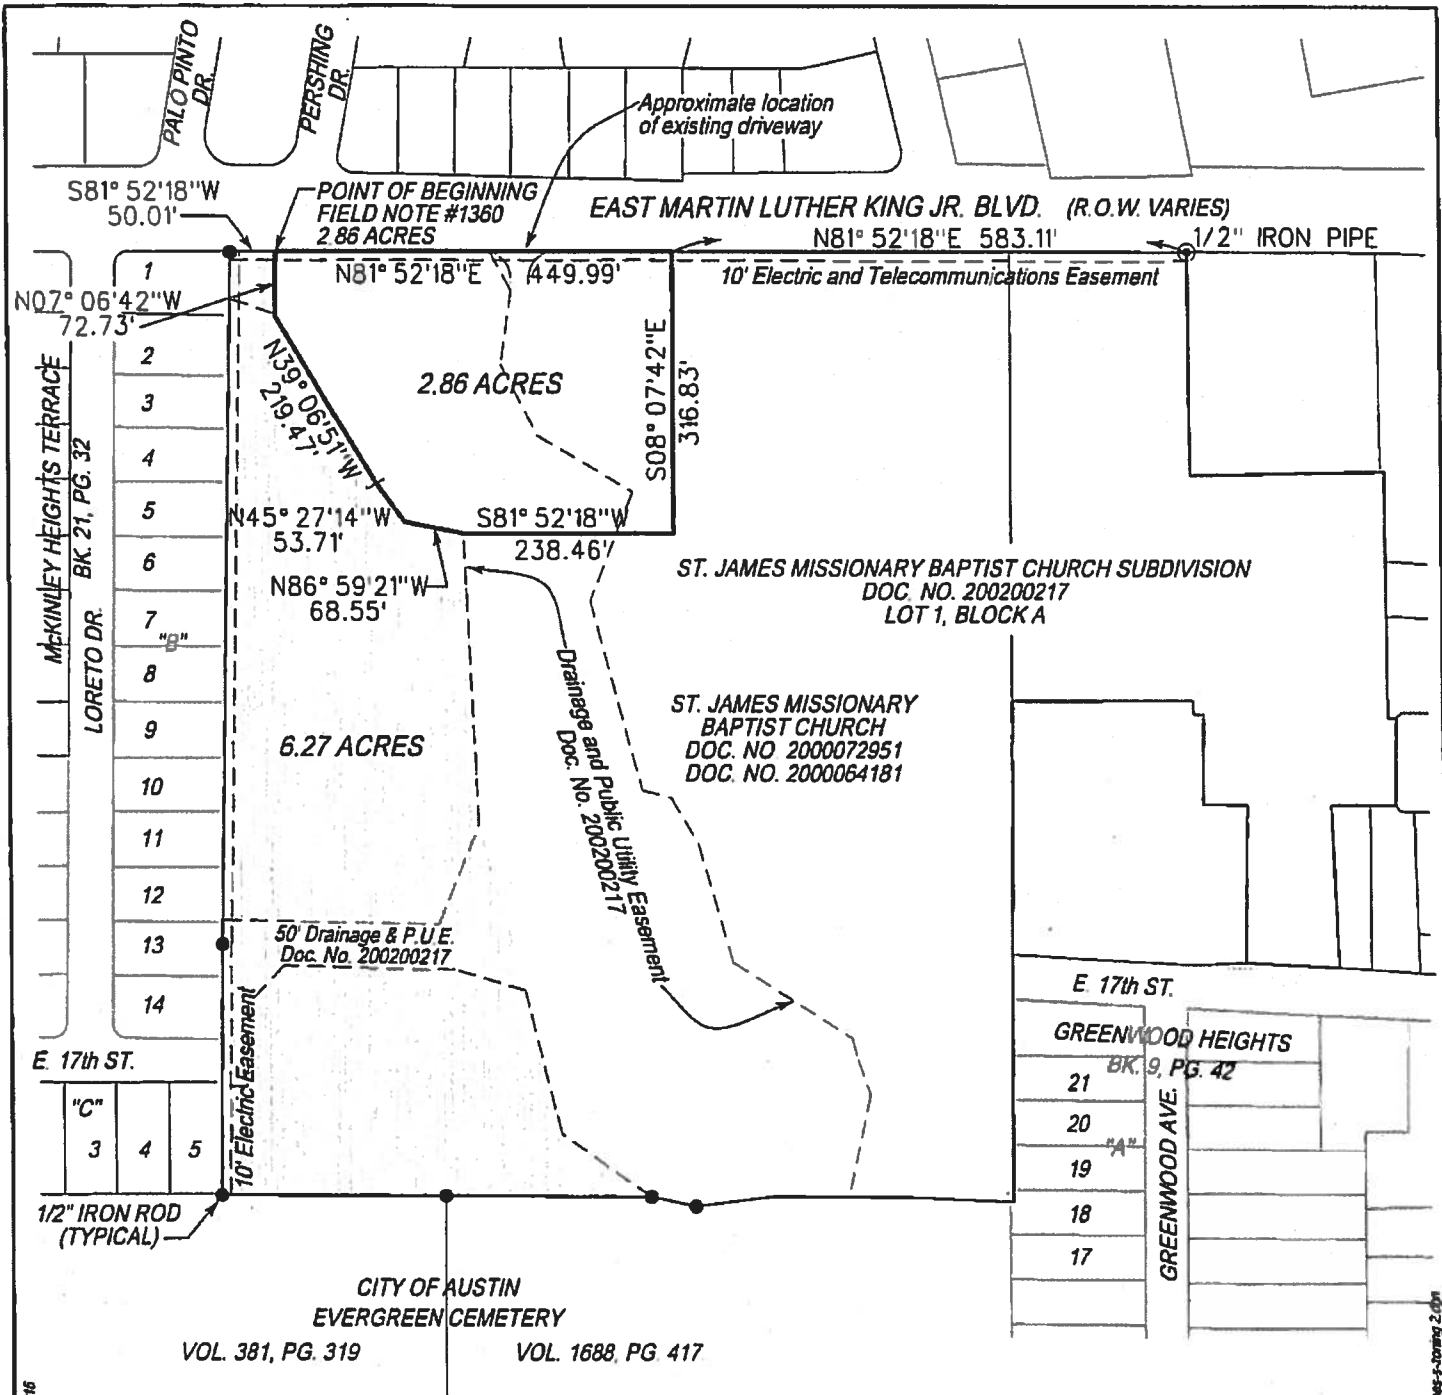 PALO PINTO
DR.
PERSHING
DR.
Approximate location
of existing driveway
S81° 52'18"W
50.01'
POINT OF BEGINNING
FIELD NOTE #1360
2.86 ACRES
EAST MARTIN LUTHER KING JR. BLVD. (R.O.W. VARIES)
N81° 52'18"E 583.11'
1/2" IRON PIPE
N81° 52'18"E 449.99'
10' Electric and Telecommunications Easement
N07° 06'42"W
72.73'
N39° 06'51"W
219.47'
2.86 ACRES
S08° 07'42"E
316.83'
McKINLEY HEIGHTS TERRACE
BK. 21, PG. 32
LORETO DR.
1
2
3
4
5
6
7
"B"
8
9
10
11
12
13
14
N45° 27'14"W
53.71'
S81° 52'18"W
238.46'
N86° 59'21"W
68.55'
ST. JAMES MISSIONARY BAPTIST CHURCH SUBDIVISION
DOC. NO. 200200217
LOT 1, BLOCK A
Drainage and Public Utility Easement
Doc. No. 200200217
ST. JAMES MISSIONARY
BAPTIST CHURCH
DOC. NO. 2000072951
DOC. NO. 2000064181
6.27 ACRES
50' Drainage & P.U.E.
Doc. No. 200200217
10' Electric Easement
E. 17th ST.
"C"
3
4
5
E. 17th ST.
GREENWOOD HEIGHTS
BK. 9, PG. 42
21
20
"A"
19
18
17
GREENWOOD AVE.
1/2" IRON ROD
(TYPICAL)
CITY OF AUSTIN
EVERGREEN CEMETERY
VOL. 381, PG. 319
VOL. 1688, PG. 417
16